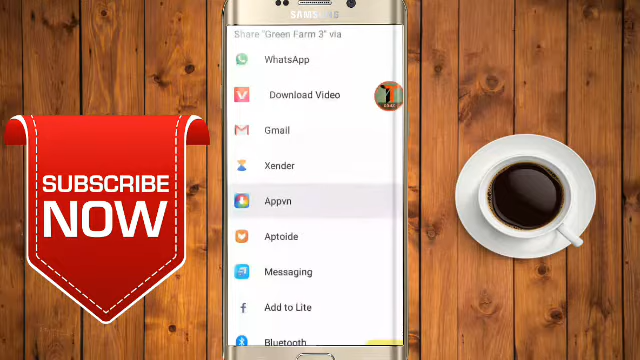 SAMSUNG
Share "Green Farm 3" via
WhatsApp
Download Video
Gmail
Xender
Appvn
Aptoide
Messaging
Add to Lite
Bluetooth
SUBSCRIBE
NOW